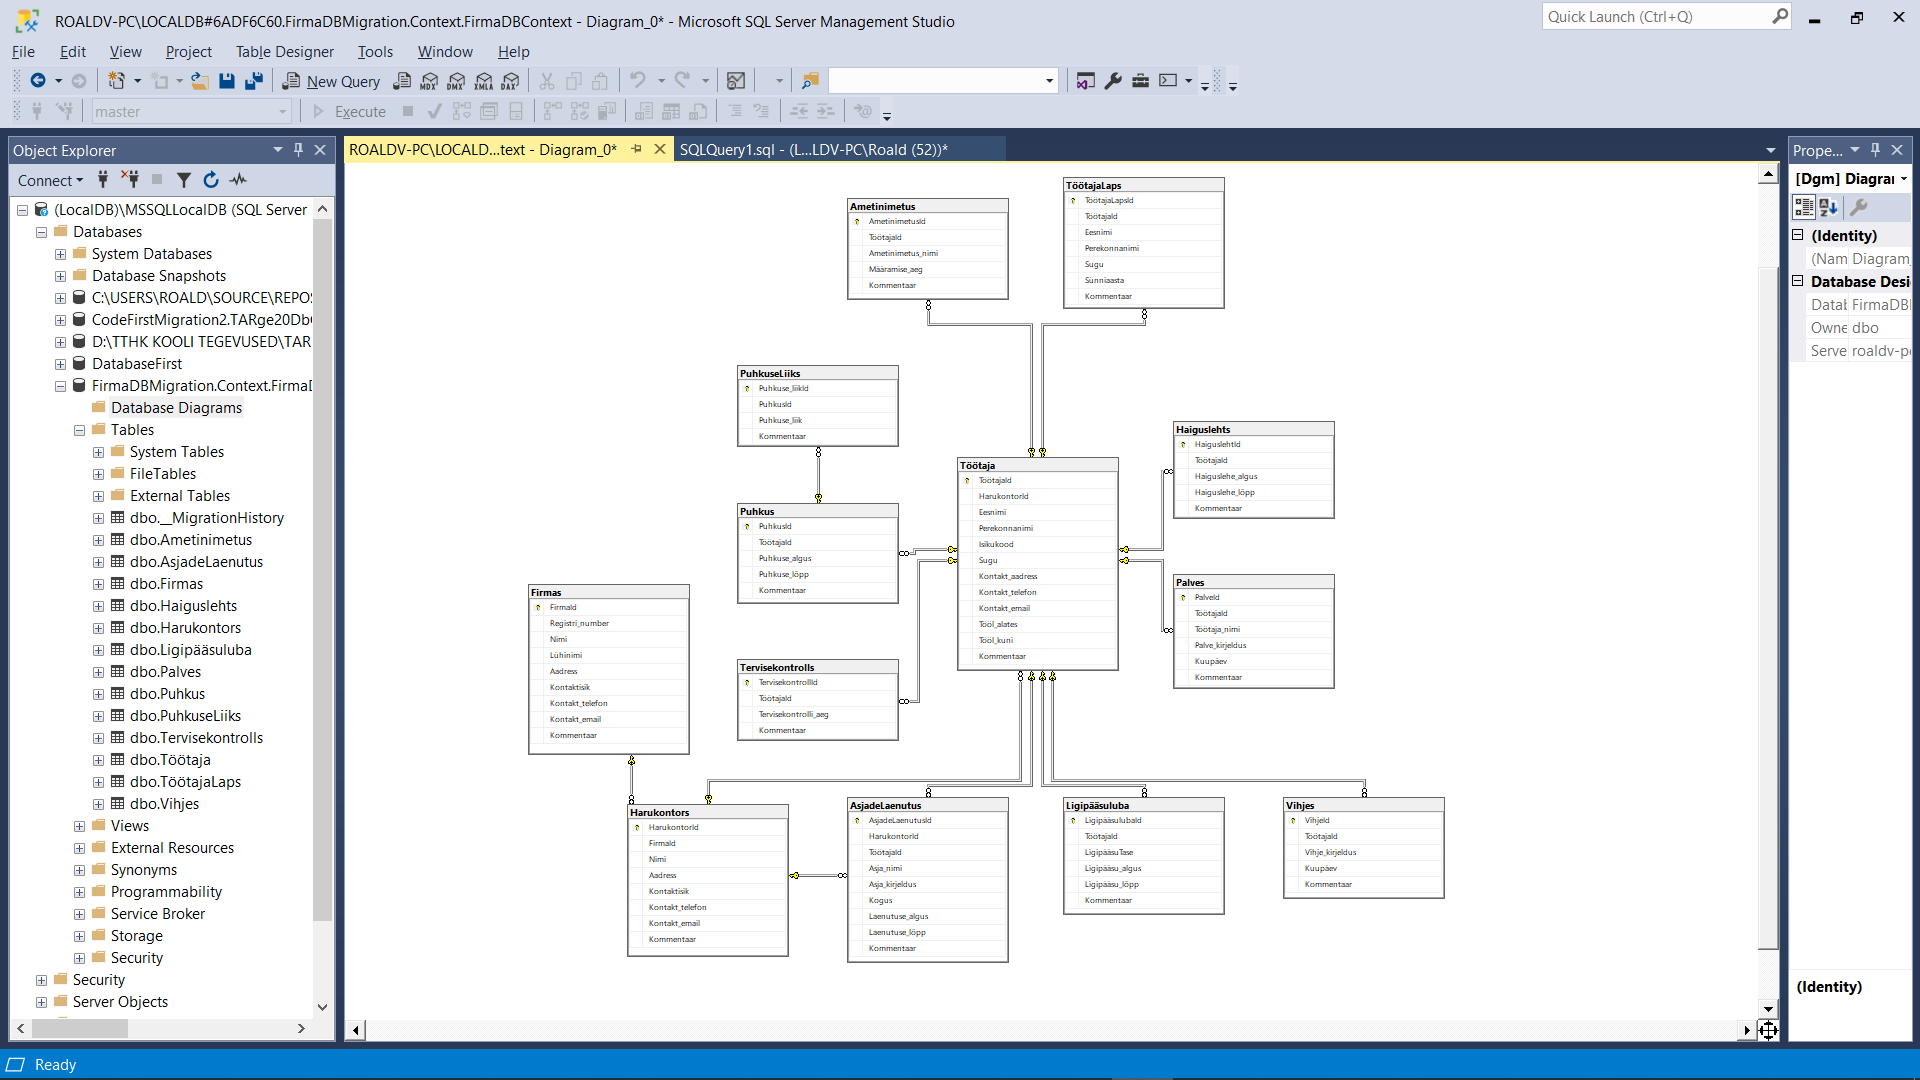 ROALDV-PC\LOCALDB#6ADF6C60.FirmaDBMigration.Context.FirmaDBContext - Diagram_0* - Microsoft SQL Server Management Studio
Quick Launch (Ctrl+Q)
File Edit View Project Table Designer Tools Window Help
New Query MDX DMX XMLA DAX
master Execute
Object Explorer
Connect
(LocalDB)\MSSQLLocalDB (SQL Server
Databases
System Databases
Database Snapshots
C:\USERS\ROALD\SOURCE\REPOS
CodeFirstMigration2.TARge20Db
D:\TTHK KOOLI TEGEVUSED\TAR
DatabaseFirst
FirmaDBMigration.Context.Firma
Database Diagrams
Tables
System Tables
FileTables
External Tables
dbo.__MigrationHistory
dbo.Ametinimetus
dbo.AsjadeLaenutus
dbo.Firmas
dbo.Haiguslehts
dbo.Harukontors
dbo.Ligipääsuluba
dbo.Palves
dbo.Puhkus
dbo.PuhkuseLiiks
dbo.Tervisekontrolls
dbo.Töötaja
dbo.TöötajaLaps
dbo.Vihjes
Views
External Resources
Synonyms
Programmability
Service Broker
Storage
Security
Security
Server Objects
ROALDV-PC\LOCALD...text - Diagram_0*
SQLQuery1.sql - (L...LDV-PC\Roald (52))*
Ametinimetus
AmetinimetusId
TöötajaId
Ametinimetus_nimi
Määramise_aeg
Kommentaar
TöötajaLaps
TöötajaLapsId
TöötajaId
Eesnimi
Perekonnanimi
Sugu
Sünniaasta
Kommentaar
PuhkuseLiiks
Puhkuse_liikId
PuhkusId
Puhkuse_liik
Kommentaar
Haiguslehts
HaiguslehtId
TöötajaId
Haiguslehe_algus
Haiguslehe_lõpp
Kommentaar
Töötaja
TöötajaId
HarukontorId
Eesnimi
Perekonnanimi
Isikukood
Sugu
Kontakt_aadress
Kontakt_telefon
Kontakt_email
Tööl_alates
Tööl_kuni
Kommentaar
Puhkus
PuhkusId
TöötajaId
Puhkuse_algus
Puhkuse_lõpp
Kommentaar
Palves
PalveId
TöötajaId
Töötaja_nimi
Palve_kirjeldus
Kuupäev
Kommentaar
Firmas
FirmaId
Registri_number
Nimi
Lühinimi
Aadress
Kontaktisik
Kontakt_telefon
Kontakt_email
Kommentaar
Tervisekontrolls
TervisekontrollId
TöötajaId
Tervisekontrolli_aeg
Kommentaar
Harukontors
HarukontorId
FirmaId
Nimi
Aadress
Kontaktisik
Kontakt_telefon
Kontakt_email
Kommentaar
AsjadeLaenutus
AsjadeLaenutusId
HarukontorId
TöötajaId
Asja_nimi
Asja_kirjeldus
Kogus
Laenutuse_algus
Laenutuse_lõpp
Kommentaar
Ligipääsuluba
LigipääsulubaId
TöötajaId
LigipääsuTase
Ligipääsu_algus
Ligipääsu_lõpp
Kommentaar
Vihjes
VihjeId
TöötajaId
Vihje_kirjeldus
Kuupäev
Kommentaar
Prope...
[Dgm] Diagrar
(Identity)
(Nam Diagram_
Database Desi
Datab FirmaDBI
Owne dbo
Serve roaldv-pc
(Identity)
Ready